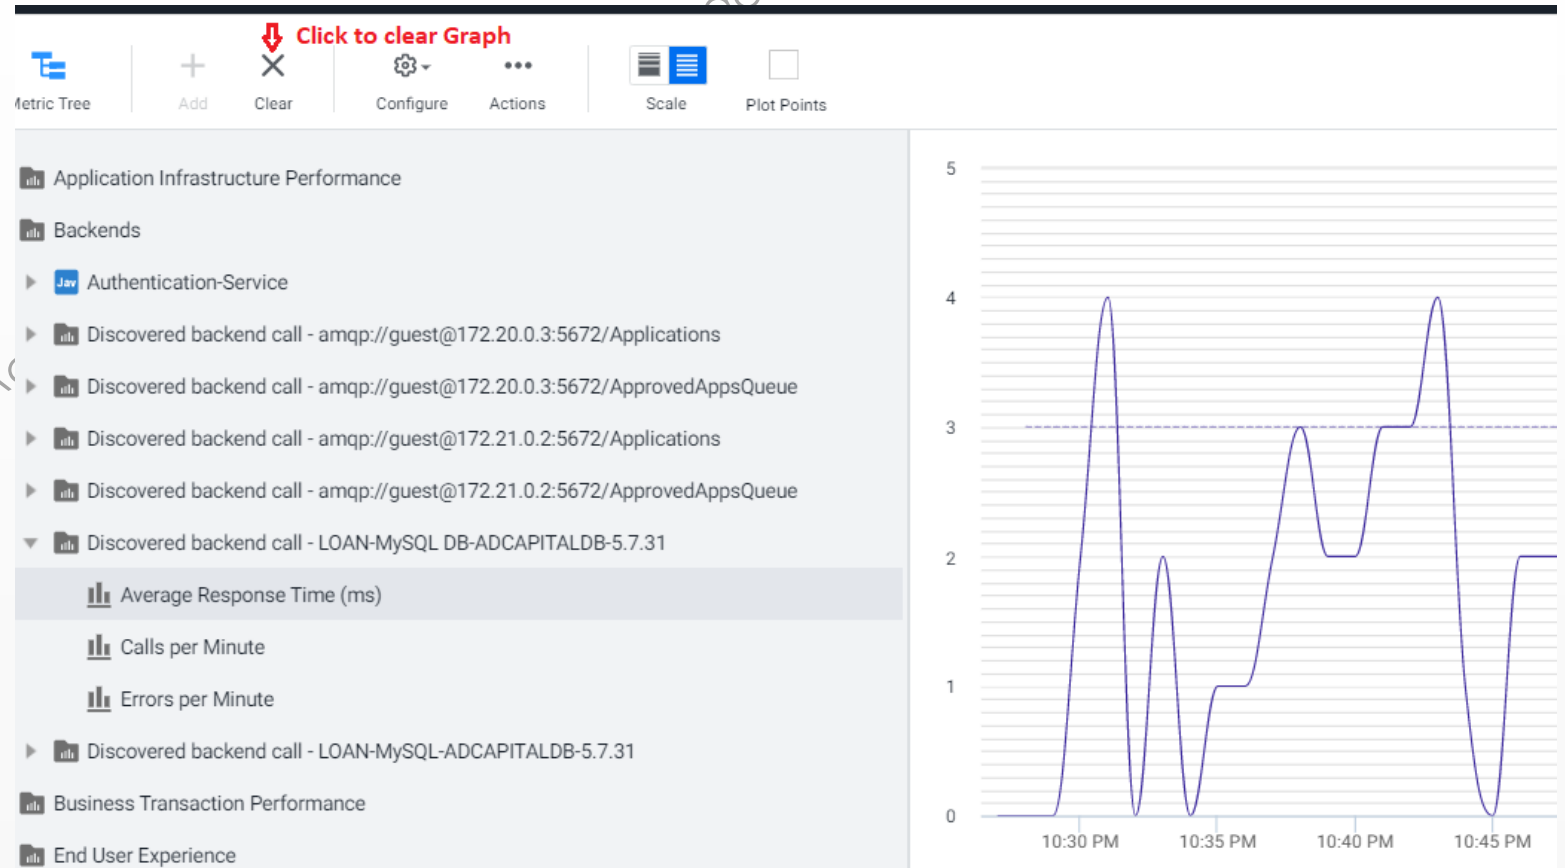 Click to clear Graph
Metric Tree
Add
Clear
Configure
Actions
Scale
Plot Points
Application Infrastructure Performance
Backends
Jav Authentication-Service
Discovered backend call - amqp://guest@172.20.0.3:5672/Applications
Discovered backend call - amqp://guest@172.20.0.3:5672/ApprovedAppsQueue
Discovered backend call - amqp://guest@172.21.0.2:5672/Applications
Discovered backend call - amqp://guest@172.21.0.2:5672/ApprovedAppsQueue
Discovered backend call - LOAN-MySQL DB-ADCAPITALDB-5.7.31
Average Response Time (ms)
Calls per Minute
Errors per Minute
Discovered backend call - LOAN-MySQL-ADCAPITALDB-5.7.31
Business Transaction Performance
End User Experience
5
4
3
2
1
0
10:30 PM
10:35 PM
10:40 PM
10:45 PM